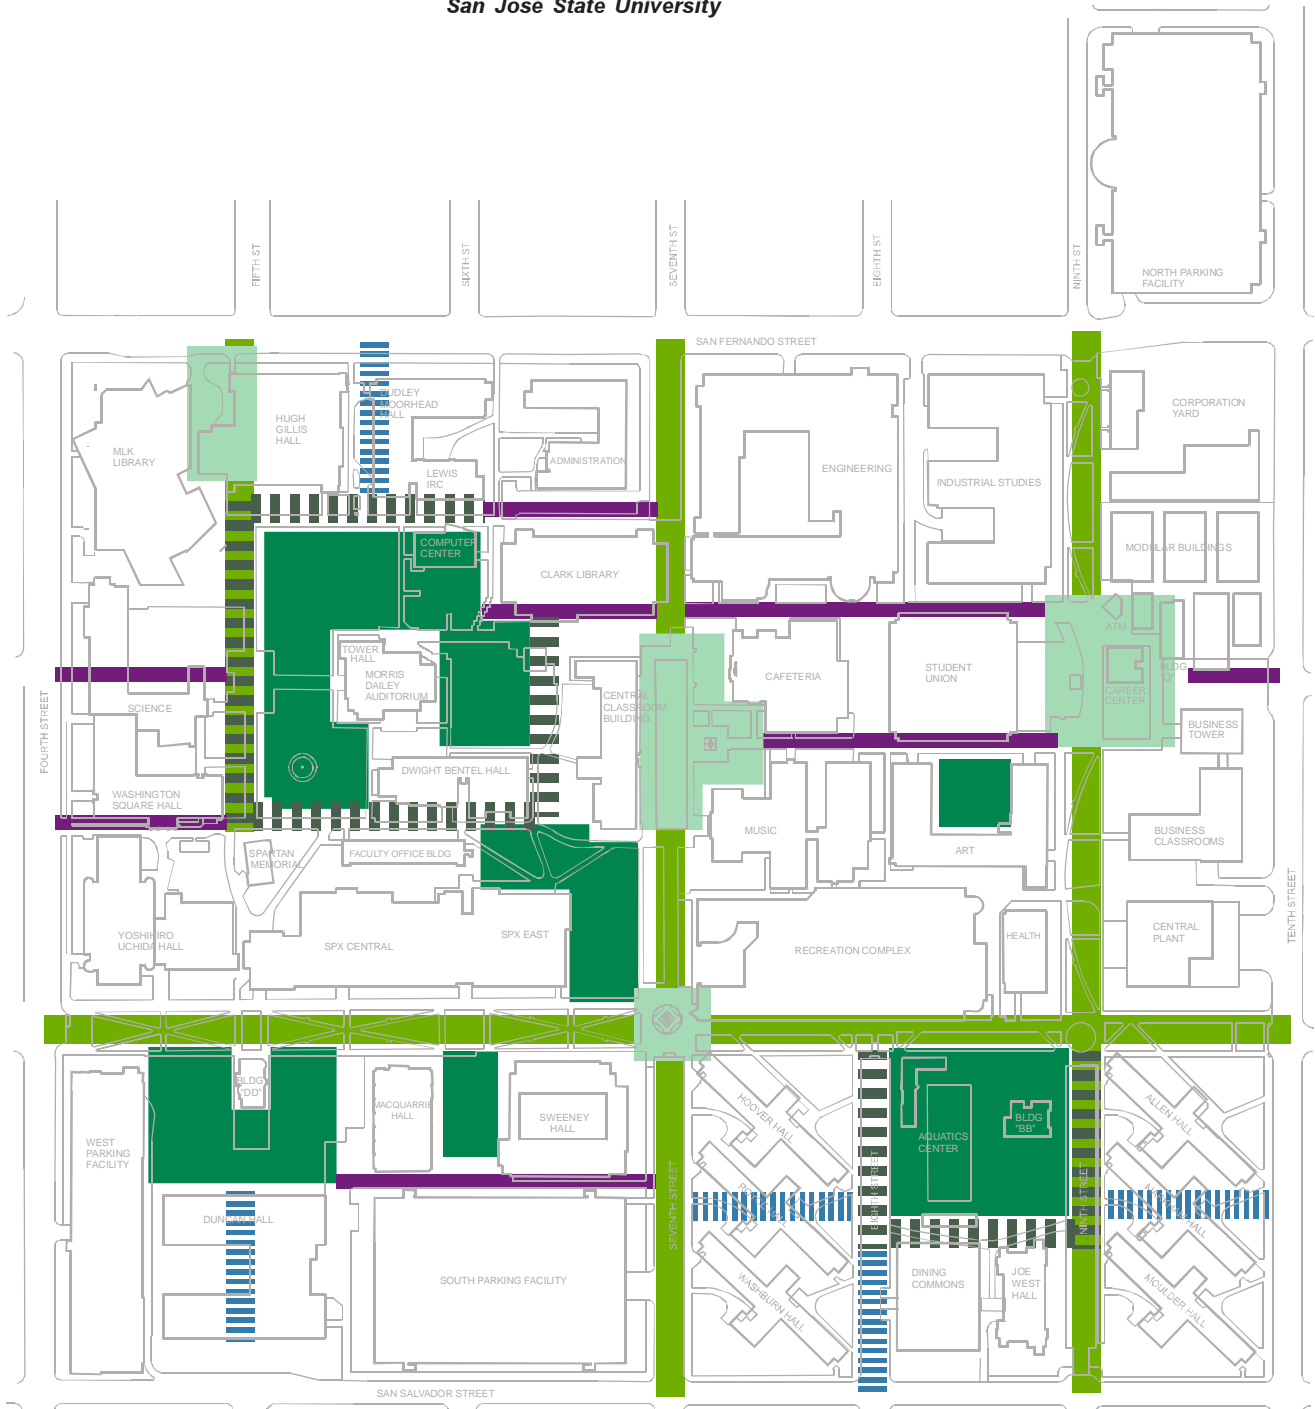 San José State University
NORTH PARKING
FACILITY
FIFTH ST
SIXTH ST
SEVENTH ST
EIGHTH ST
NINTH ST
SAN FERNANDO STREET
MLK
LIBRARY
HUGH
GILLIS
HALL
DUDLEY
MOORHEAD
HALL
LEWIS
IRC
ADMINISTRATION
ENGINEERING
INDUSTRIAL STUDIES
CORPORATION
YARD
MODULAR BUILDINGS
COMPUTER
CENTER
CLARK LIBRARY
ATM
TOWER
HALL
MORRIS
DAILEY
AUDITORIUM
CENTRAL
CLASSROOM
BUILDING
CAFETERIA
STUDENT
UNION
BLDG
"Q"
CAREER
CENTER
BUSINESS
TOWER
SCIENCE
FOURTH STREET
WASHINGTON
SQUARE HALL
DWIGHT BENTEL HALL
SPARTAN
MEMORIAL
FACULTY OFFICE BLDG
MUSIC
ART
BUSINESS
CLASSROOMS
YOSHIHIRO
UCHIDA HALL
SPX CENTRAL
SPX EAST
RECREATION COMPLEX
HEALTH
CENTRAL
PLANT
TENTH STREET
BLDG
"DD"
MACQUARRIE
HALL
SWEENEY
HALL
WEST
PARKING
FACILITY
HOOVER HALL
AQUATICS
CENTER
BLDG
"BB"
ALLEN HALL
DUNCAN HALL
SEVENTH STREET
EIGHTH STREET
NINTH STREET
SOUTH PARKING FACILITY
WASHBURN HALL
DINING
COMMONS
JOE
WEST
HALL
MOULDER HALL
SAN SALVADOR STREET